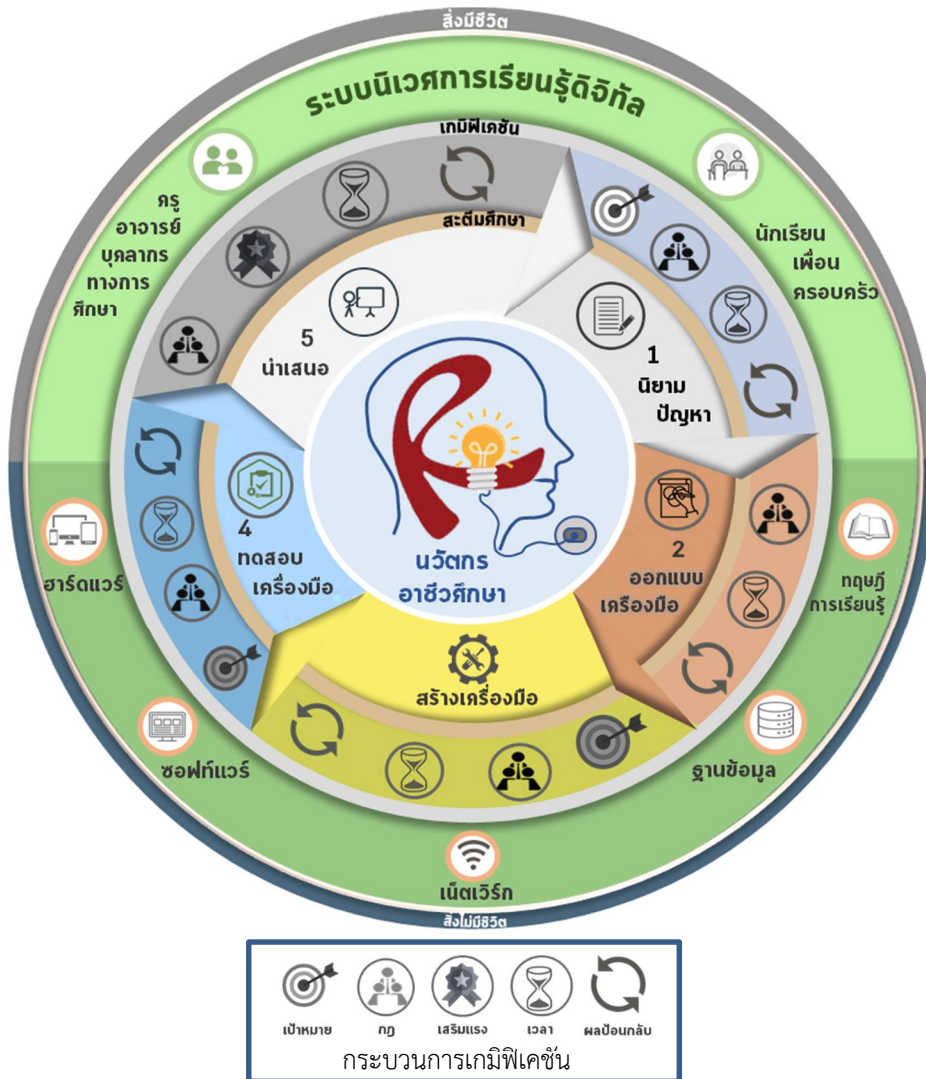 สิ่งมีชีวิต
ระบบนิเวศการเรียนรู้ดิจิทัล
เกมิฟิเคชัน
สะตีมศึกษา
ครู
อาจารย์
บุคลากร
ทางการ
ศึกษา
นักเรียน
เพื่อน
ครอบครัว
1
นิยาม
ปัญหา
2
ออกแบบ
เครื่องมือ
สร้างเครื่องมือ
4
ทดสอบ
เครื่องมือ
5
นำเสนอ
นวัตกร
อาชีวศึกษา
ฮาร์ดแวร์
ทฤษฎี
การเรียนรู้
ซอฟท์แวร์
ฐานข้อมูล
เน็ตเวิร์ก
สิ่งไม่มีชีวิต
เป้าหมาย
กฎ
เสริมแรง
เวลา
ผลป้อนกลับ
กระบวนการเกมิฟิเคชัน